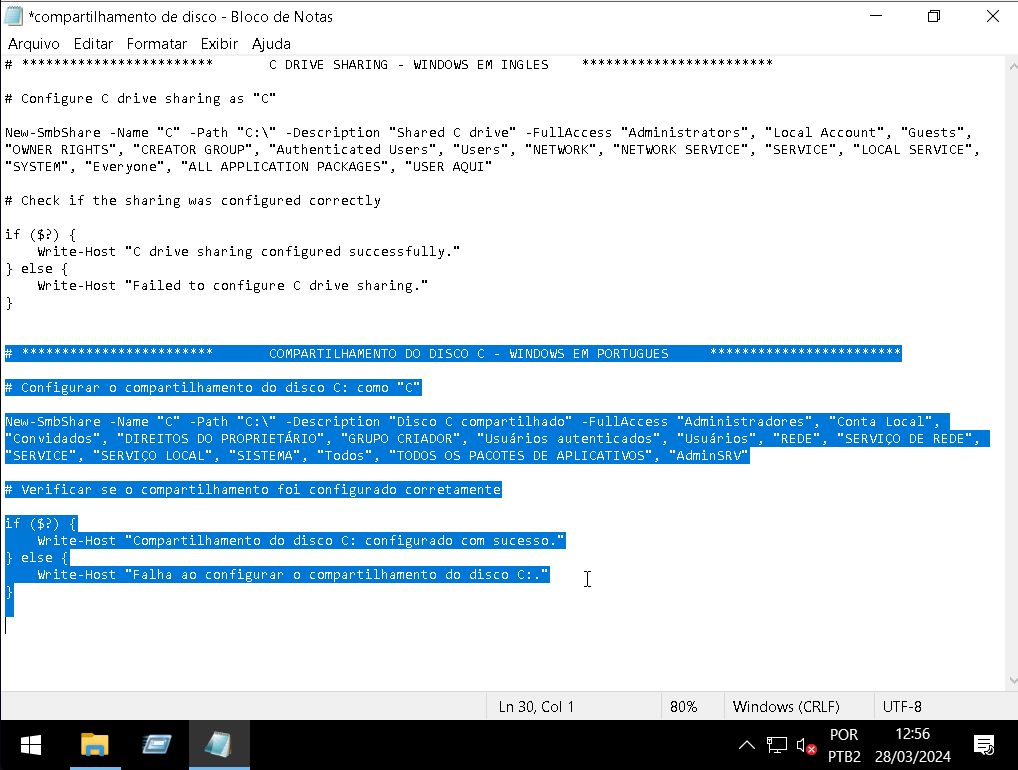 *compartilhamento de disco - Bloco de Notas
Arquivo Editar Formatar Exibir Ajuda
# ************************ C DRIVE SHARING - WINDOWS EM INGLES ************************
# Configure C drive sharing as "C"
New-SmbShare -Name "C" -Path "C:\" -Description "Shared C drive" -FullAccess "Administrators", "Local Account", "Guests",
"OWNER RIGHTS", "CREATOR GROUP", "Authenticated Users", "Users", "NETWORK", "NETWORK SERVICE", "SERVICE", "LOCAL SERVICE",
"SYSTEM", "Everyone", "ALL APPLICATION PACKAGES", "USER AQUI"
# Check if the sharing was configured correctly
if ($?) {
    Write-Host "C drive sharing configured successfully."
} else {
    Write-Host "Failed to configure C drive sharing."
}
# ************************ COMPARTILHAMENTO DO DISCO C - WINDOWS EM PORTUGUES ************************
# Configurar o compartilhamento do disco C: como "C"
New-SmbShare -Name "C" -Path "C:\" -Description "Disco C compartilhado" -FullAccess "Administradores", "Conta Local",
"Convidados", "DIREITOS DO PROPRIETÁRIO", "GRUPO CRIADOR", "Usuários autenticados", "Usuários", "REDE", "SERVIÇO DE REDE",
"SERVICE", "SERVIÇO LOCAL", "SISTEMA", "Todos", "TODOS OS PACOTES DE APLICATIVOS", "AdminSRV"
# Verificar se o compartilhamento foi configurado corretamente
if ($?) {
    Write-Host "Compartilhamento do disco C: configurado com sucesso."
} else {
    Write-Host "Falha ao configurar o compartilhamento do disco C:."
}
Ln 30, Col 1 80% Windows (CRLF) UTF-8
POR 12:56
PTB2 28/03/2024